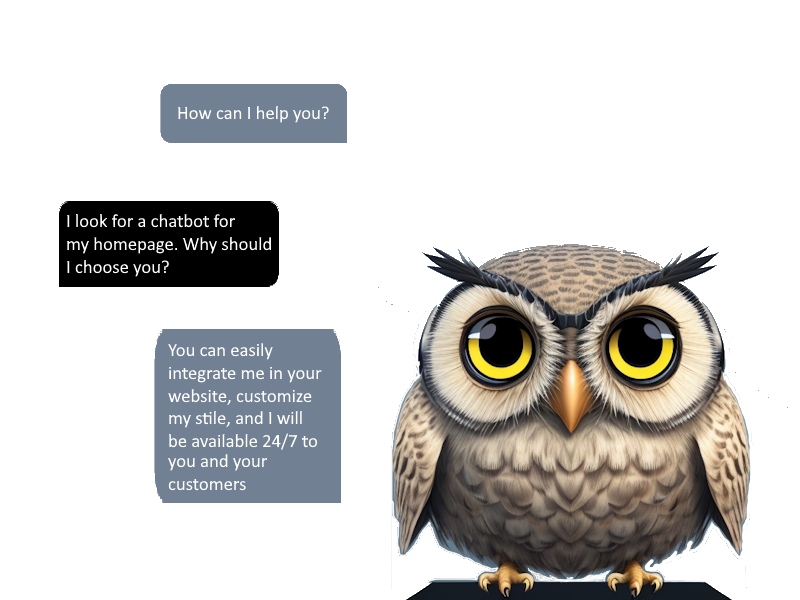 How can I help you?
I look for a chatbot for
my homepage. Why should
I choose you?
You can easily
integrate me in your
website, customize
my stile, and I will
be available 24/7 to
you and your
customers